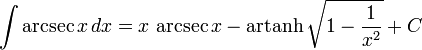 ∫ arcsec x dx = x arcsec x − artanh √(1 − 1/x²) + C